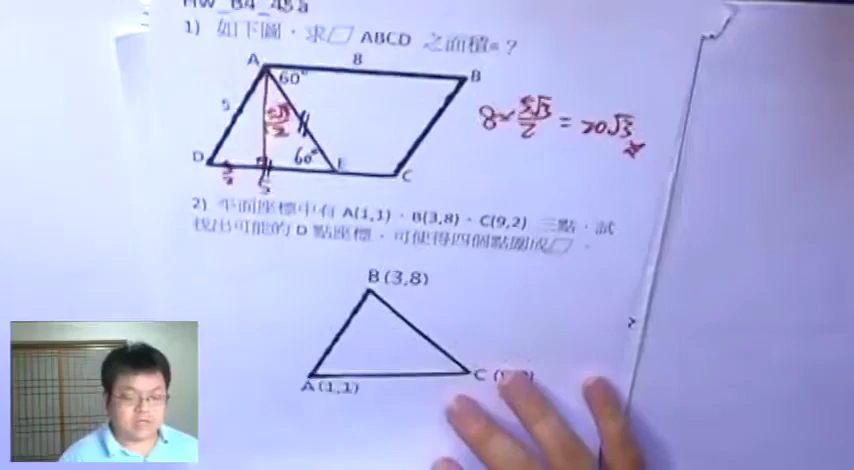 HW_B4_45a
1) 如下圖，求▱ABCD 之面積=？
A 60° 8 B
5 5√3/2
8×5√3/2 = 20√3
D 5/2 60° E C
5
2) 平面座標中有 A(1,1)、B(3,8)、C(9,2) 三點，試
找出可能的 D 點座標，可使得四個點圍成▱。
B (3,8)
A (1,1)
C